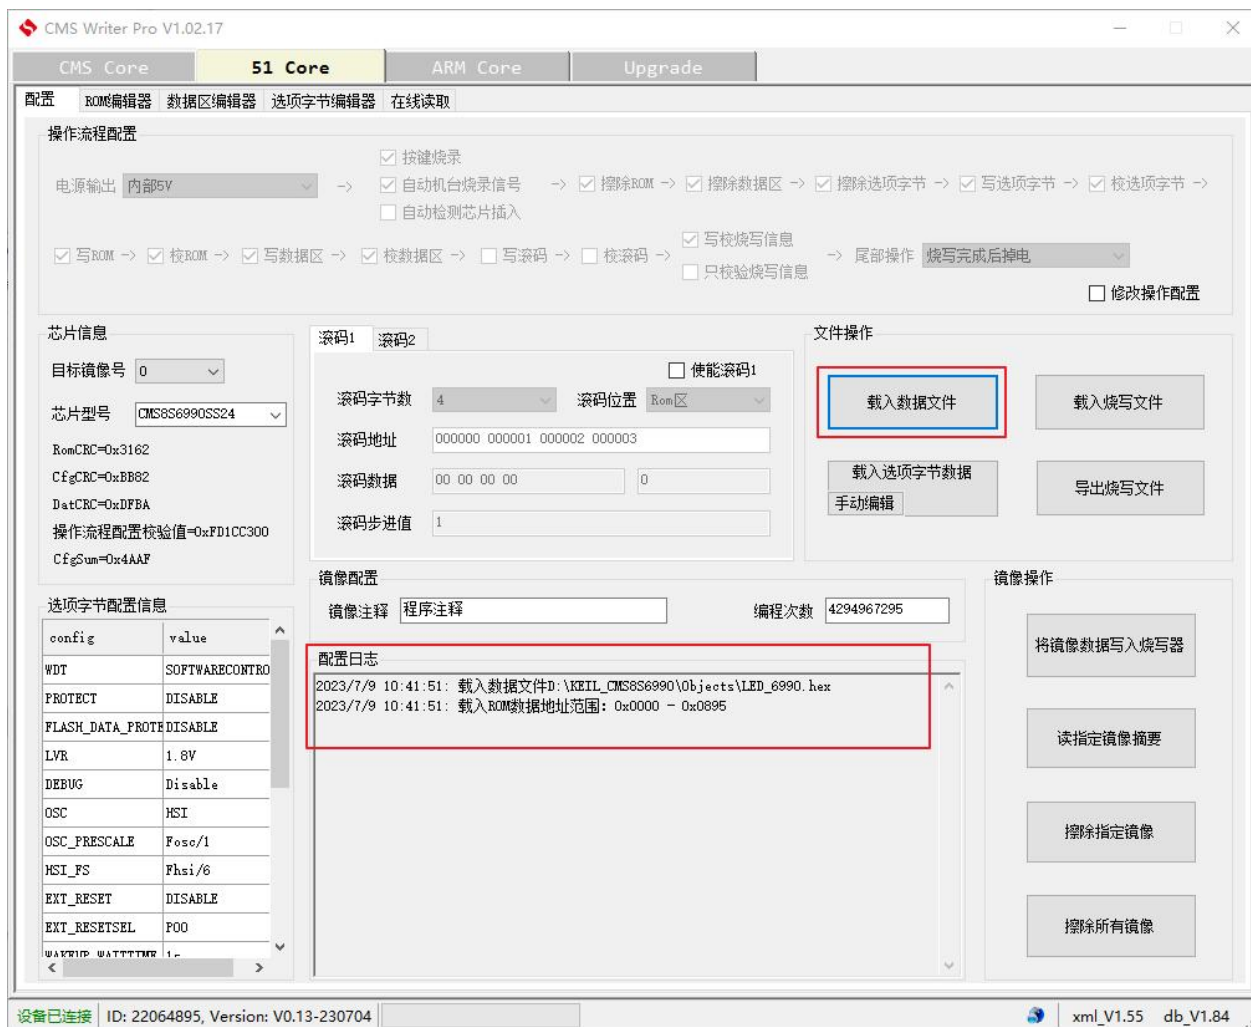 CMS Writer Pro V1.02.17
CMS Core 51 Core ARM Core Upgrade
配置 ROM编辑器 数据区编辑器 选项字节编辑器 在线读取
操作流程配置
按键烧录
电源输出 内部5V -> 自动机台烧录信号 -> 擦除ROM -> 擦除数据区 -> 擦除选项字节 -> 写选项字节 -> 校选项字节 ->
自动检测芯片插入
写校烧写信息
写ROM -> 校ROM -> 写数据区 -> 校数据区 -> 写滚码 -> 校滚码 -> -> 尾部操作 烧写完成后掉电
只校验烧写信息
修改操作配置
芯片信息
目标镜像号 0
芯片型号 CMS8S6990SS24
RomCRC=0x3162
CfgCRC=0xBB82
DatCRC=0xDFBA
操作流程配置校验值=0xFD1CC300
CfgSum=0x4AAF
滚码1 滚码2
使能滚码1
滚码字节数 4 滚码位置 Rom区
滚码地址 000000 000001 000002 000003
滚码数据 00 00 00 00 0
滚码步进值 1
文件操作
载入数据文件 载入烧写文件
载入选项字节数据
手动编辑
导出烧写文件
选项字节配置信息
config value
WDT SOFTWARECONTRO
PROTECT DISABLE
FLASH_DATA_PROTE DISABLE
LVR 1.8V
DEBUG Disable
OSC HSI
OSC_PRESCALE Fosc/1
HSI_FS Fhsi/6
EXT_RESET DISABLE
EXT_RESETSEL P00
WAKEUP_WAITTIME 1s
镜像配置
镜像注释 程序注释 编程次数 4294967295
配置日志
2023/7/9 10:41:51: 载入数据文件D:\KEIL_CMS8S6990\Objects\LED_6990.hex
2023/7/9 10:41:51: 载入ROM数据地址范围: 0x0000 - 0x0895
镜像操作
将镜像数据写入烧写器
读指定镜像摘要
擦除指定镜像
擦除所有镜像
设备已连接 ID: 22064895, Version: V0.13-230704 xml_V1.55 db_V1.84